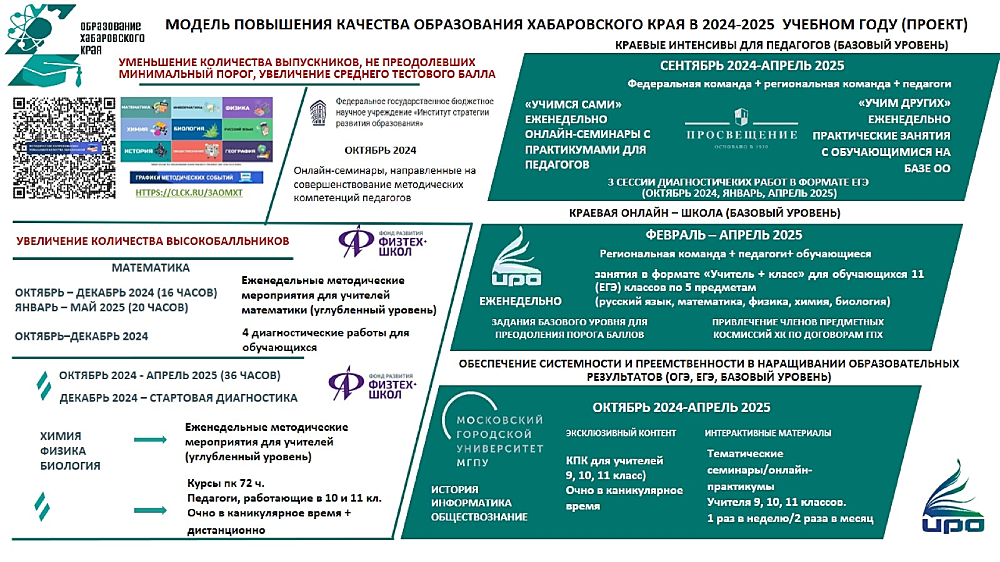 ОБРАЗОВАНИЕ
ХАБАРОВСКОГО
КРАЯ
МОДЕЛЬ ПОВЫШЕНИЯ КАЧЕСТВА ОБРАЗОВАНИЯ ХАБАРОВСКОГО КРАЯ В 2024-2025 УЧЕБНОМ ГОДУ (ПРОЕКТ)
УМЕНЬШЕНИЕ КОЛИЧЕСТВА ВЫПУСКНИКОВ, НЕ ПРЕОДОЛЕВШИХ
МИНИМАЛЬНЫЙ ПОРОГ, УВЕЛИЧЕНИЕ СРЕДНЕГО ТЕСТОВОГО БАЛЛА
МАТЕМАТИКА
ИНФОРМАТИКА
ФИЗИКА
ХИМИЯ
БИОЛОГИЯ
РУССКИЙ ЯЗЫК
ИСТОРИЯ
ОБЩЕСТВОЗНАНИЕ
ГЕОГРАФИЯ
МЕТОДИЧЕСКОЕ СОПРОВОЖДЕНИЕ
ПОВЫШЕНИЯ КАЧЕСТВА ОБРАЗОВАНИЯ
ГРАФИКИ МЕТОДИЧЕСКИХ СОБЫТИЙ
HTTPS://CLCK.RU/3AOMXT
Федеральное государственное бюджетное
научное учреждение «Институт стратегии
развития образования»
ОКТЯБРЬ 2024
Онлайн-семинары, направленные на
совершенствование методических
компетенций педагогов
КРАЕВЫЕ ИНТЕНСИВЫ ДЛЯ ПЕДАГОГОВ (БАЗОВЫЙ УРОВЕНЬ)
СЕНТЯБРЬ 2024-АПРЕЛЬ 2025
Федеральная команда + региональная команда + педагоги
«УЧИМСЯ САМИ»
ЕЖЕНЕДЕЛЬНО
ОНЛАЙН-СЕМИНАРЫ С
ПРАКТИКУМАМИ ДЛЯ
ПЕДАГОГОВ
ПРОСВЕЩЕНИЕ
ОСНОВАНО В 1930
«УЧИМ ДРУГИХ»
ЕЖЕНЕДЕЛЬНО
ПРАКТИЧЕСКИЕ ЗАНЯТИЯ
С ОБУЧАЮЩИМИСЯ НА
БАЗЕ ОО
3 СЕССИИ ДИАГНОСТИЧЕКИХ РАБОТ В ФОРМАТЕ ЕГЭ
(ОКТЯБРЬ 2024, ЯНВАРЬ, АПРЕЛЬ 2025)
УВЕЛИЧЕНИЕ КОЛИЧЕСТВА ВЫСОКОБАЛЛЬНИКОВ
ФОНД РАЗВИТИЯ
ФИЗТЕХ-
ШКОЛ
МАТЕМАТИКА
ОКТЯБРЬ – ДЕКАБРЬ 2024 (16 ЧАСОВ)
ЯНВАРЬ – МАЙ 2025 (20 ЧАСОВ)
Еженедельные методические
мероприятия для учителей
математики (углубленный уровень)
ОКТЯБРЬ–ДЕКАБРЬ 2024
4 диагностические работы для
обучающихся
ОКТЯБРЬ 2024 - АПРЕЛЬ 2025 (36 ЧАСОВ)
ДЕКАБРЬ 2024 – СТАРТОВАЯ ДИАГНОСТИКА
ФОНД РАЗВИТИЯ
ФИЗТЕХ-
ШКОЛ
ХИМИЯ
ФИЗИКА
БИОЛОГИЯ
Еженедельные методические
мероприятия для учителей
(углубленный уровень)
Курсы пк 72 ч.
Педагоги, работающие в 10 и 11 кл.
Очно в каникулярное время +
дистанционно
КРАЕВАЯ ОНЛАЙН – ШКОЛА (БАЗОВЫЙ УРОВЕНЬ)
ФЕВРАЛЬ – АПРЕЛЬ 2025
Региональная команда + педагоги+ обучающиеся
иро
ЕЖЕНЕДЕЛЬНО
занятия в формате «Учитель + класс» для обучающихся 11
(ЕГЭ) классов по 5 предметам
(русский язык, математика, физика, химия, биология)
ЗАДАНИЯ БАЗОВОГО УРОВНЯ ДЛЯ
ПРЕОДОЛЕНИЯ ПОРОГА БАЛЛОВ
ПРИВЛЕЧЕНИЕ ЧЛЕНОВ ПРЕДМЕТНЫХ
КОСМИССИЙ ХК ПО ДОГОВОРАМ ГПХ
ОБЕСПЕЧЕНИЕ СИСТЕМНОСТИ И ПРЕЕМСТВЕННОСТИ В НАРАЩИВАНИИ ОБРАЗОВАТЕЛЬНЫХ
РЕЗУЛЬТАТОВ (ОГЭ, ЕГЭ, БАЗОВЫЙ УРОВЕНЬ)
МОСКОВСКИЙ
ГОРОДСКОЙ
УНИВЕРСИТЕТ
МГПУ
ОКТЯБРЬ 2024-АПРЕЛЬ 2025
ИСТОРИЯ
ИНФОРМАТИКА
ОБЩЕСТВОЗНАНИЕ
ЭКСКЛЮЗИВНЫЙ КОНТЕНТ
КПК для учителей
9, 10, 11 класс)
Очно в каникулярное
время
ИНТЕРАКТИВНЫЕ МАТЕРИАЛЫ
Тематические
семинары/онлайн-
практикумы
Учителя 9, 10, 11 классов.
1 раз в неделю/2 раза в месяц
иро